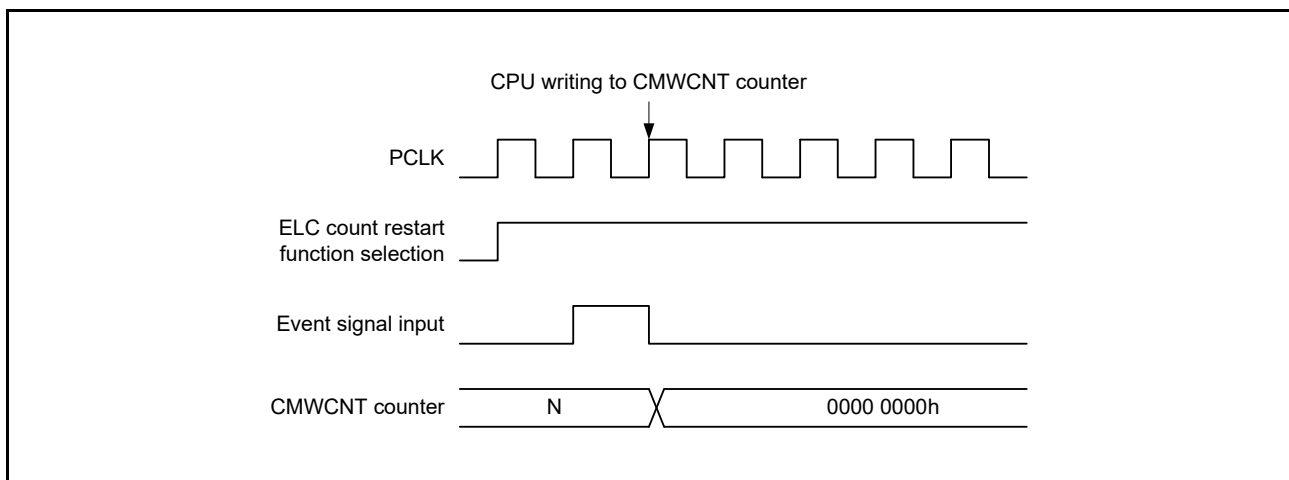 CPU writing to CMWCNT counter
PCLK
ELC count restart
function selection
Event signal input
CMWCNT counter
N
0000 0000h